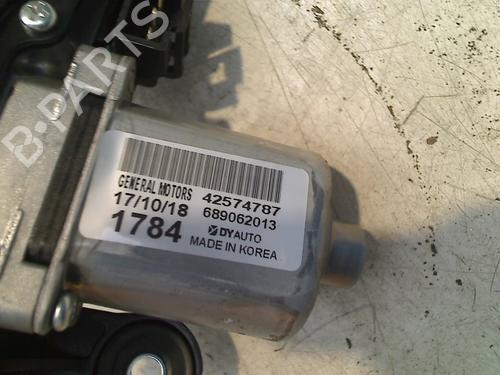 B-PARTS
GENERAL MOTORS 42574787
17/10/18 689062013
1784 DYAUTO
MADE IN KOREA